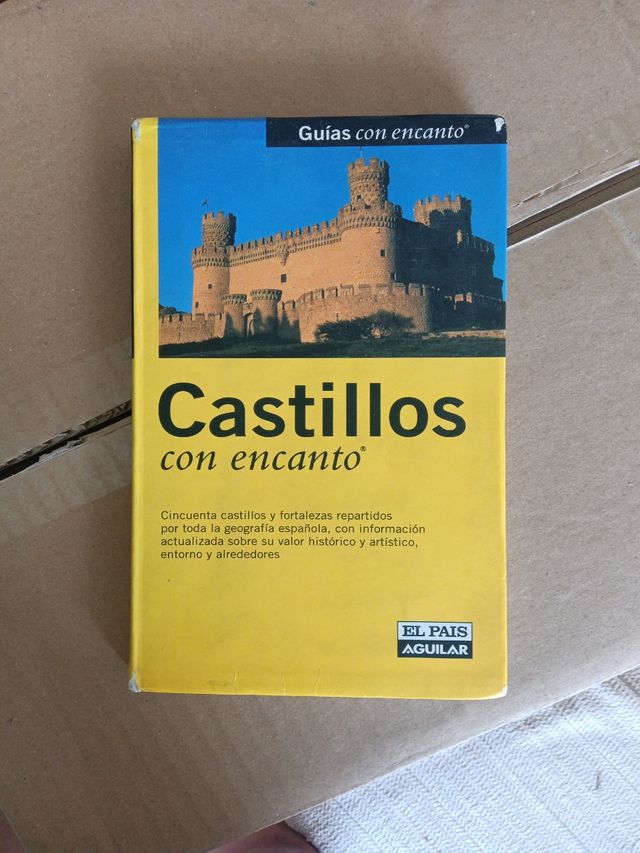 Guías con encanto®
Castillos
con encanto®
Cincuenta castillos y fortalezas repartidos
por toda la geografía española, con información
actualizada sobre su valor histórico y artístico,
entorno y alrededores
EL PAIS
AGUILAR